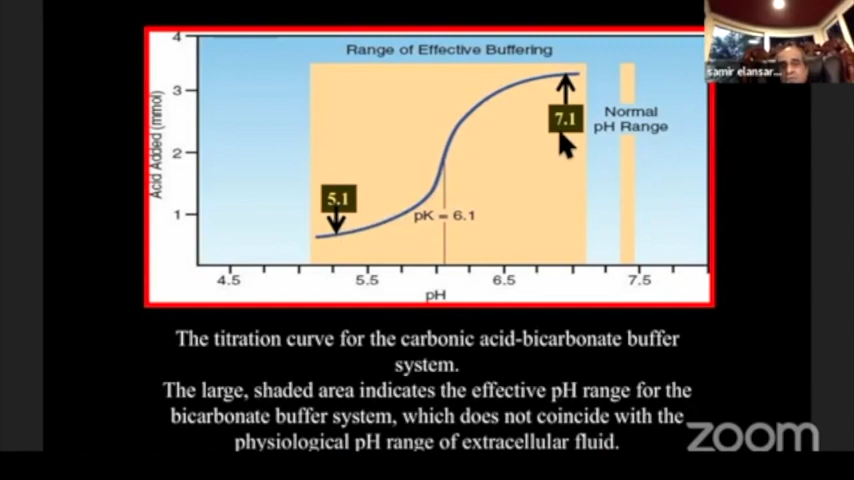 samir elansar...
Range of Effective Buffering
4
3
2
1
Acid Added (mmol)
7.1
Normal
pH Range
5.1
pK = 6.1
4.5 5.5 6.5 7.5
pH
The titration curve for the carbonic acid-bicarbonate buffer
system.
The large, shaded area indicates the effective pH range for the
bicarbonate buffer system, which does not coincide with the
physiological pH range of extracellular fluid.
zoom